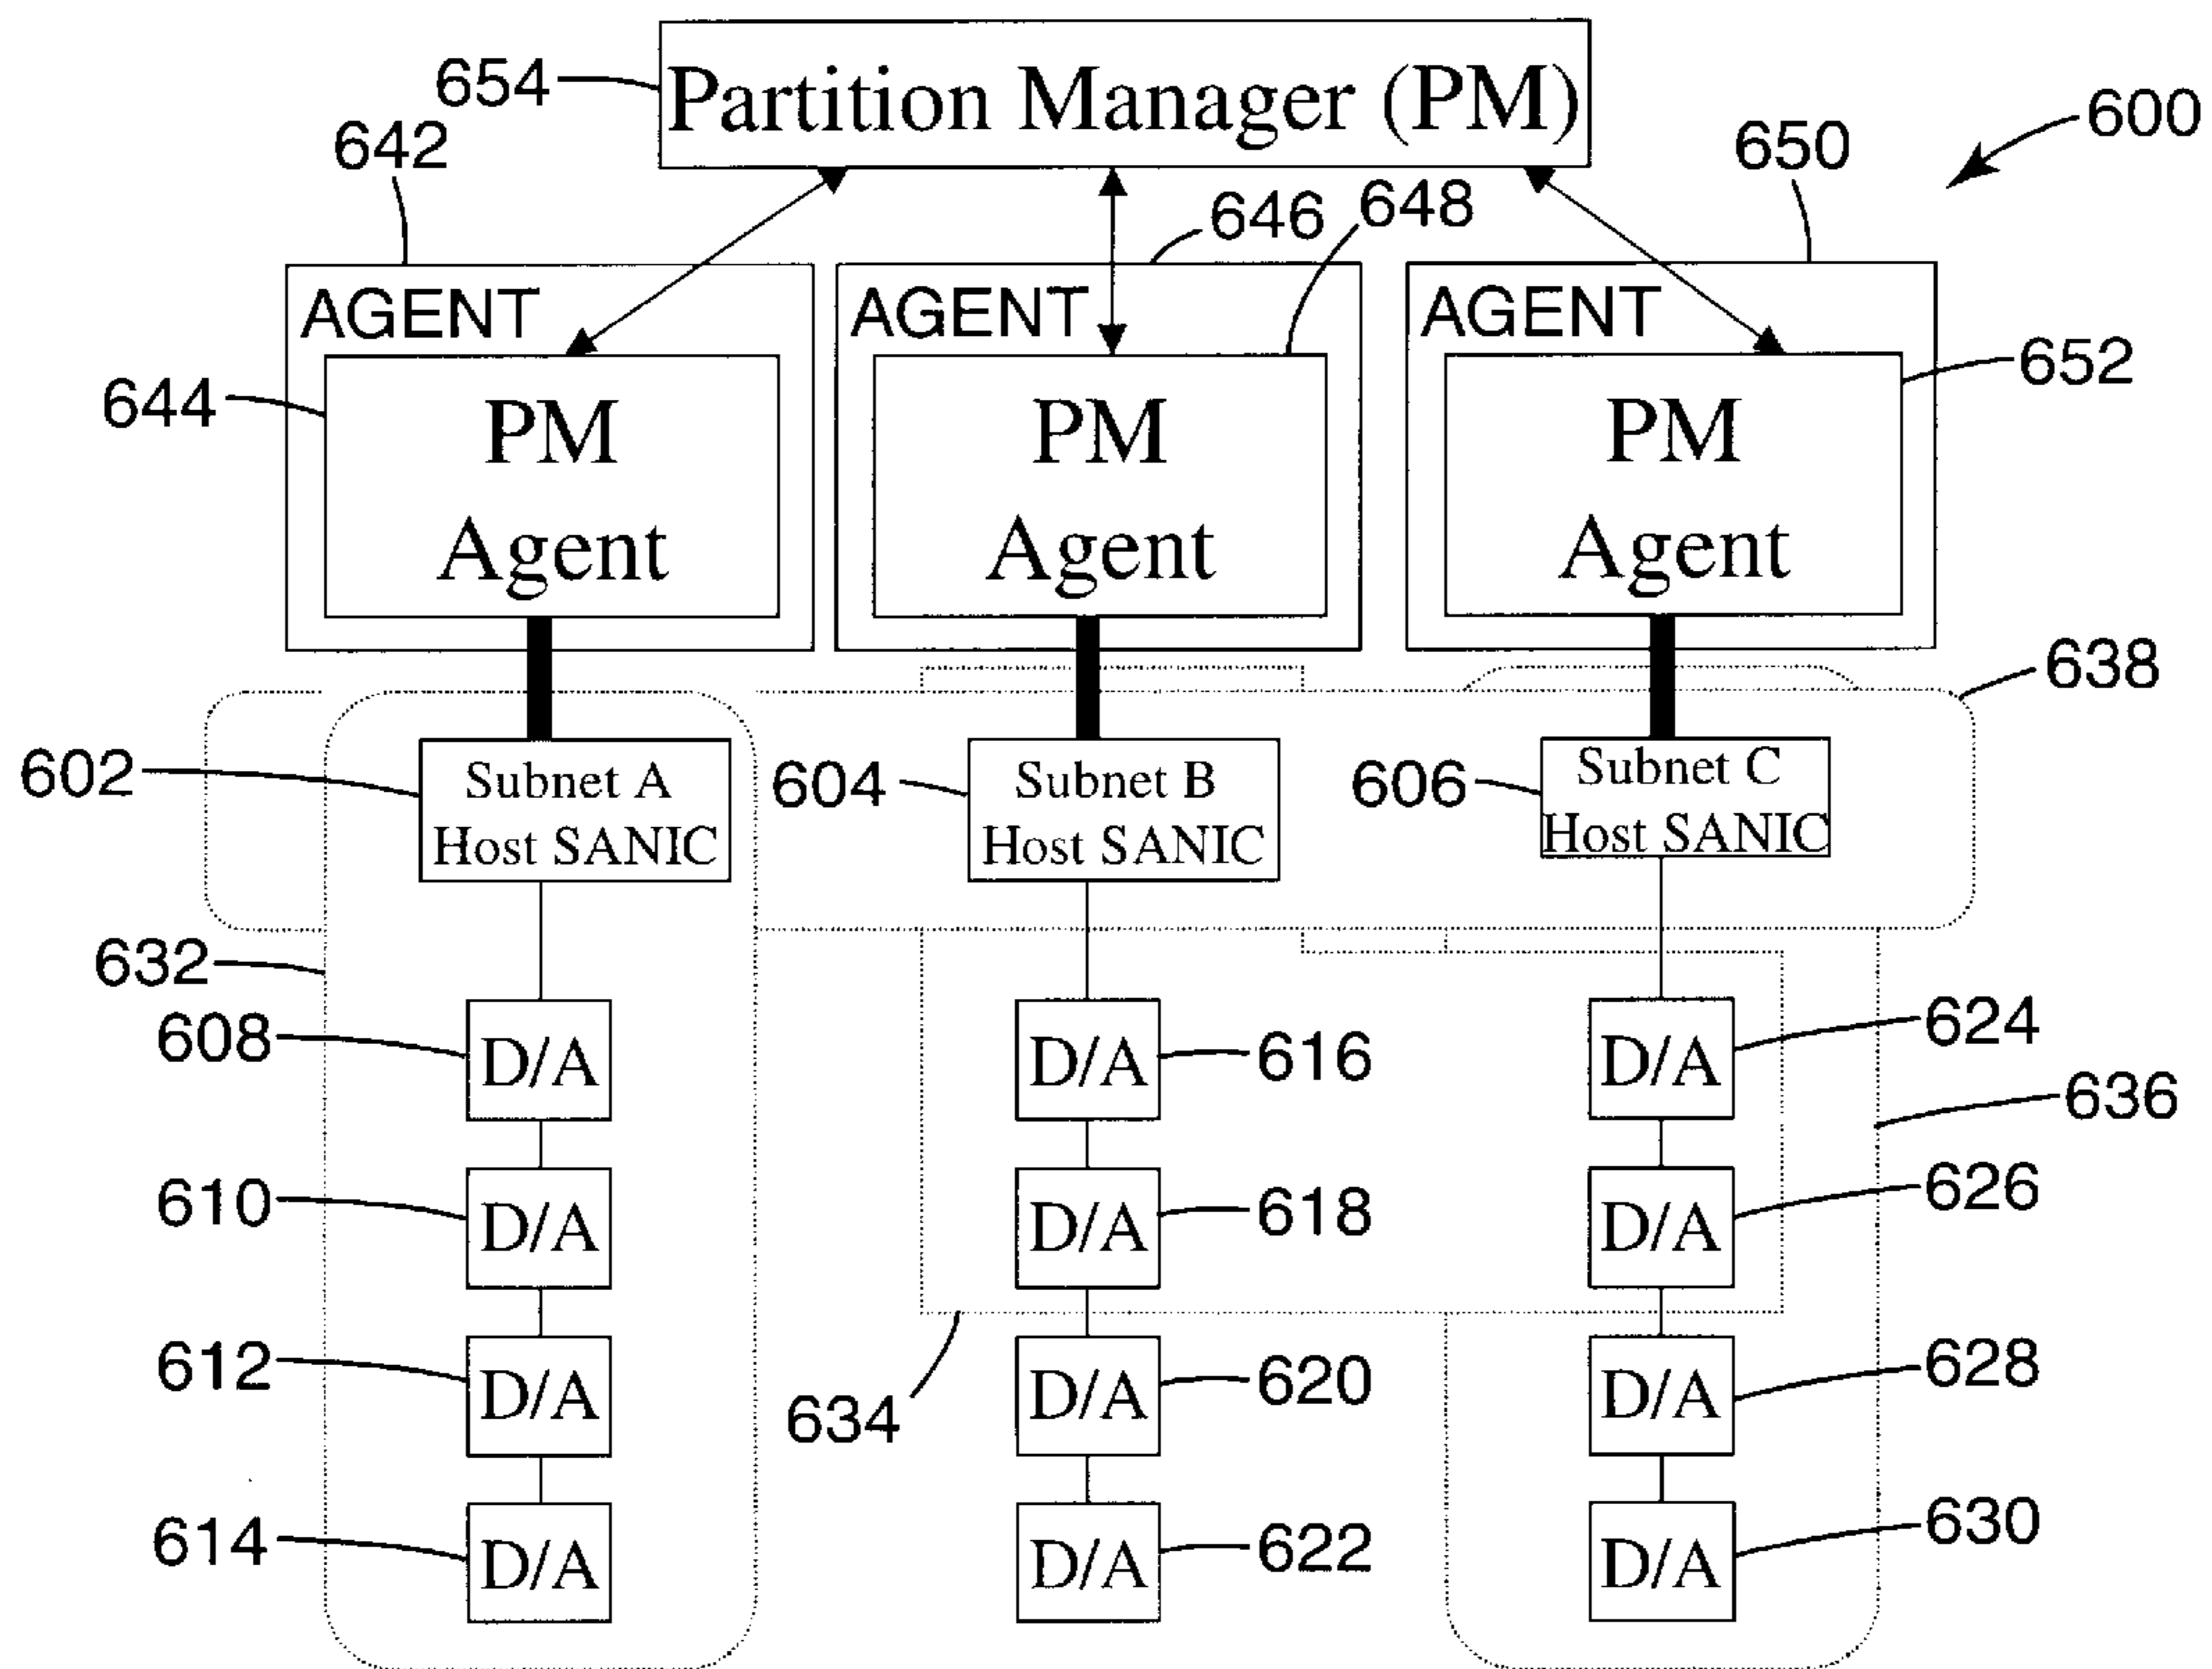 654
Partition Manager (PM)
600
642
646
648
650
AGENT
AGENT
AGENT
644
PM
Agent
PM
Agent
PM
Agent
652
638
602
Subnet A
Host SANIC
604
Subnet B
Host SANIC
606
Subnet C
Host SANIC
632
608
D/A
D/A
616
D/A
624
636
610
D/A
D/A
618
D/A
626
612
D/A
634
D/A
620
D/A
628
614
D/A
D/A
622
D/A
630